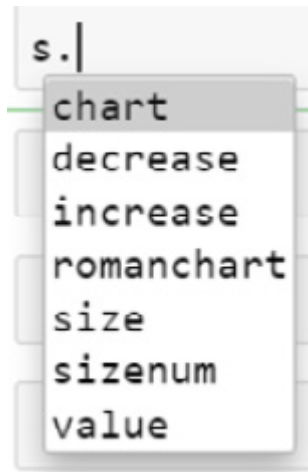 s.
chart
decrease
increase
romanchart
size
sizenum
value